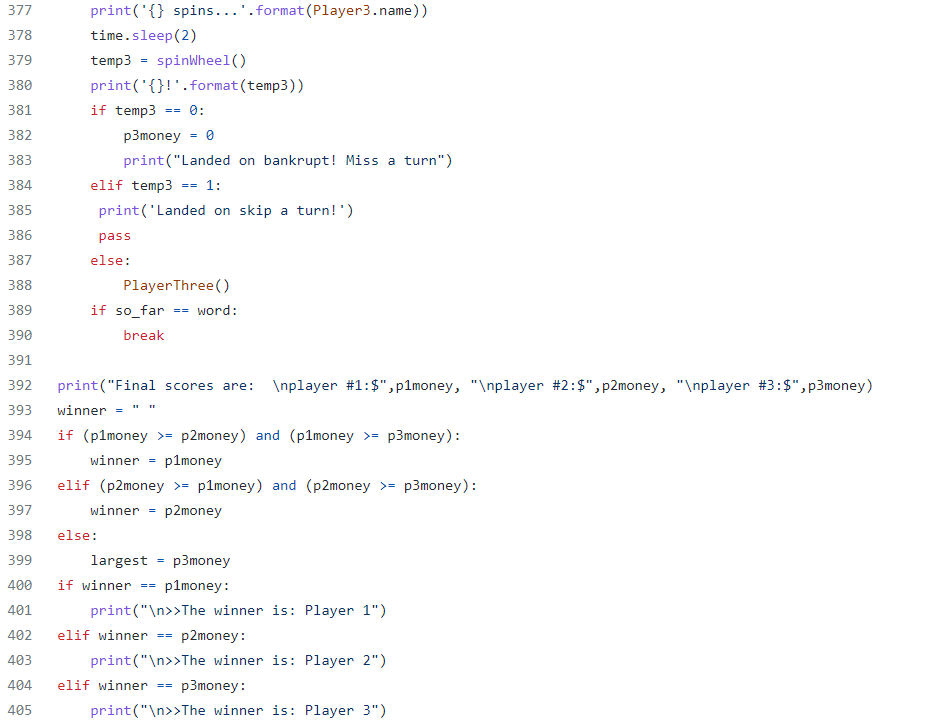 377 print('{} spins...'.format(Player3.name))
378 time.sleep(2)
379 temp3 = spinWheel()
380 print('{}!'.format(temp3))
381 if temp3 == 0:
382 p3money = 0
383 print("Landed on bankrupt! Miss a turn")
384 elif temp3 == 1:
385 print('Landed on skip a turn!')
386 pass
387 else:
388 PlayerThree()
389 if so_far == word:
390 break
391
392 print("Final scores are:  \nplayer #1:$",p1money, "\nplayer #2:$",p2money, "\nplayer #3:$",p3money)
393 winner = " "
394 if (p1money >= p2money) and (p1money >= p3money):
395 winner = p1money
396 elif (p2money >= p1money) and (p2money >= p3money):
397 winner = p2money
398 else:
399 largest = p3money
400 if winner == p1money:
401 print("\n>>The winner is: Player 1")
402 elif winner == p2money:
403 print("\n>>The winner is: Player 2")
404 elif winner == p3money:
405 print("\n>>The winner is: Player 3")